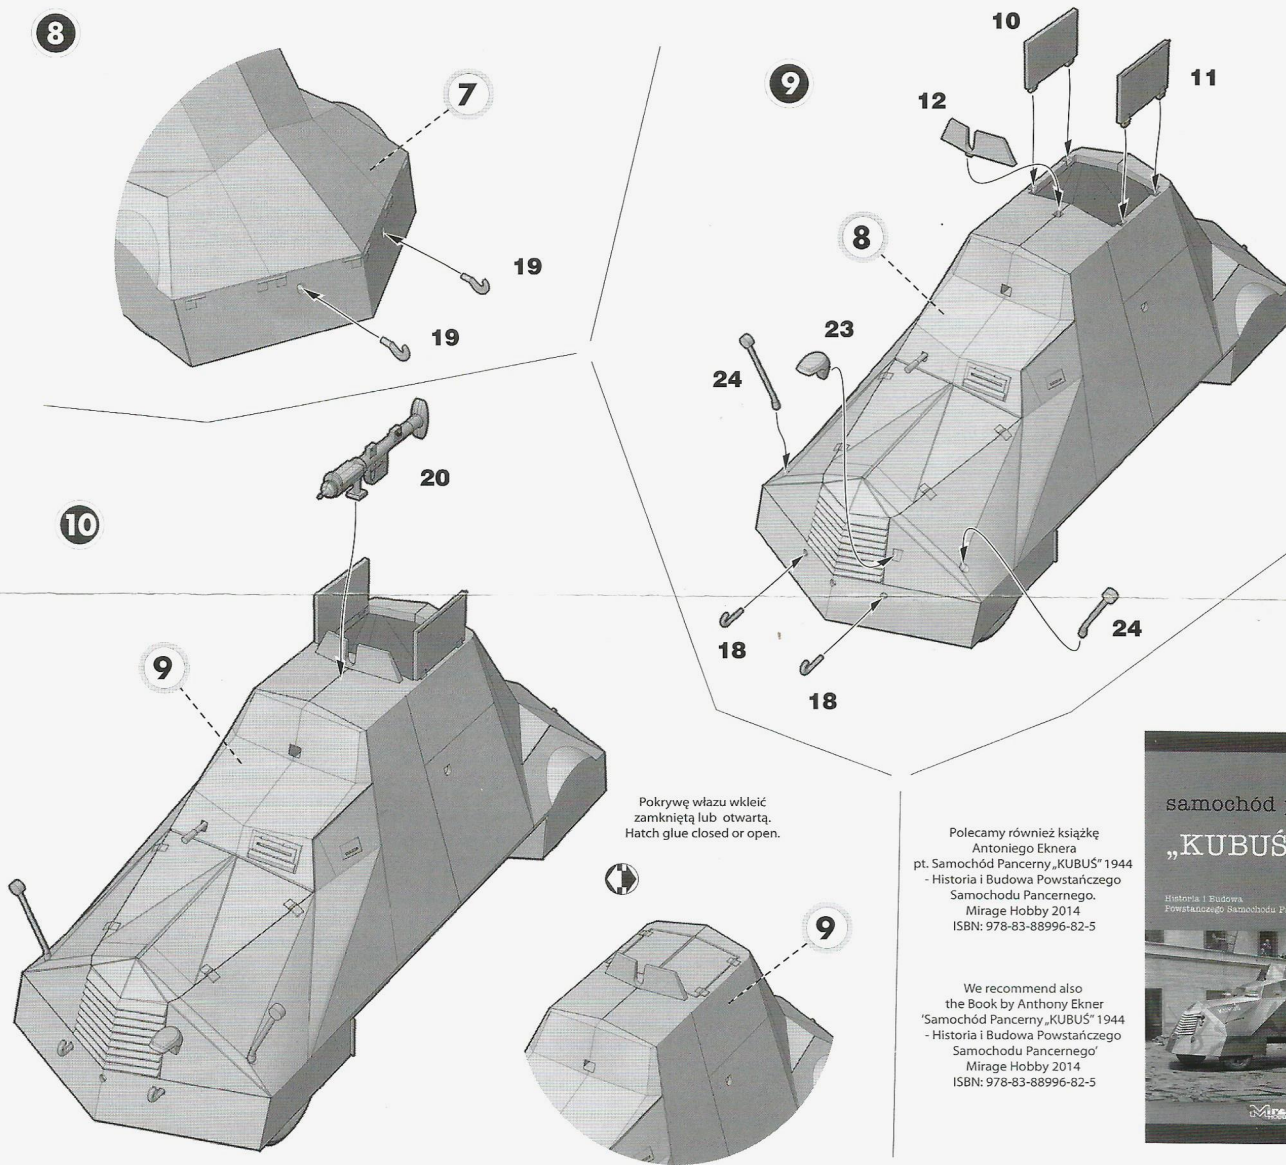 8
7
19
19
9
10
11
12
8
23
24
18
18
24
10
20
9
Pokrywę włazu wkleić
zamkniętą lub otwartą.
Hatch glue closed or open.
9
Polecamy również książkę
Antoniego Eknera
pt. Samochód Pancerny „KUBUŚ” 1944
- Historia i Budowa Powstańczego
Samochodu Pancernego.
Mirage Hobby 2014
ISBN: 978-83-88996-82-5
We recommend also
the Book by Anthony Ekner
'Samochód Pancerny „KUBUŚ” 1944
- Historia i Budowa Powstańczego
Samochodu Pancernego'
Mirage Hobby 2014
ISBN: 978-83-88996-82-5
samochód
„KUBUŚ
Historia i Budowa
Powstańczego Samochodu